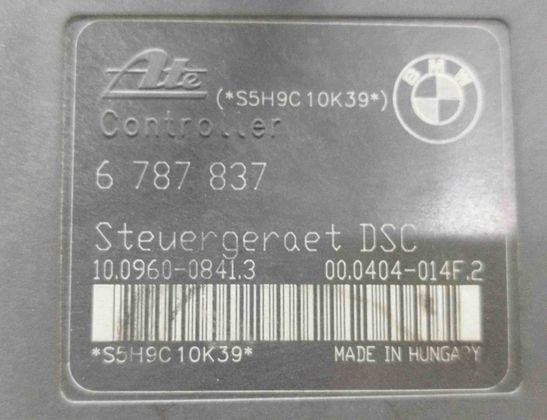 Ate
(*S5H9C10K39*)
BMW
Controller
6 787 837
Steuergeraet DSC
10.0960-0841.3 00.0404-014F.2
*S5H9C10K39* MADE IN HUNGARY